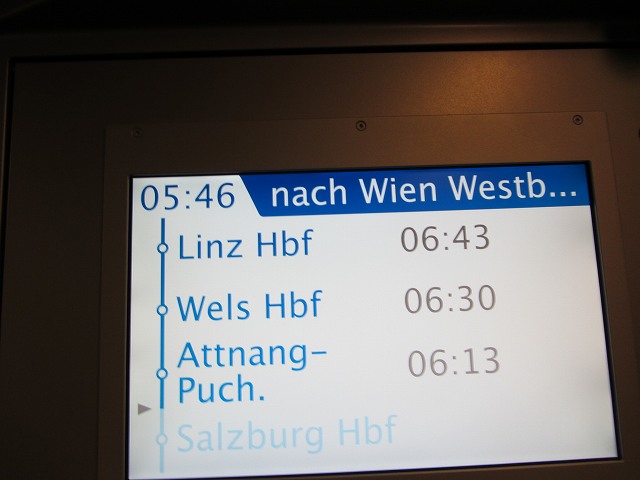 05:46 nach Wien Westb...
Linz Hbf 06:43
Wels Hbf 06:30
Attnang- 06:13
Puch.
Salzburg Hbf